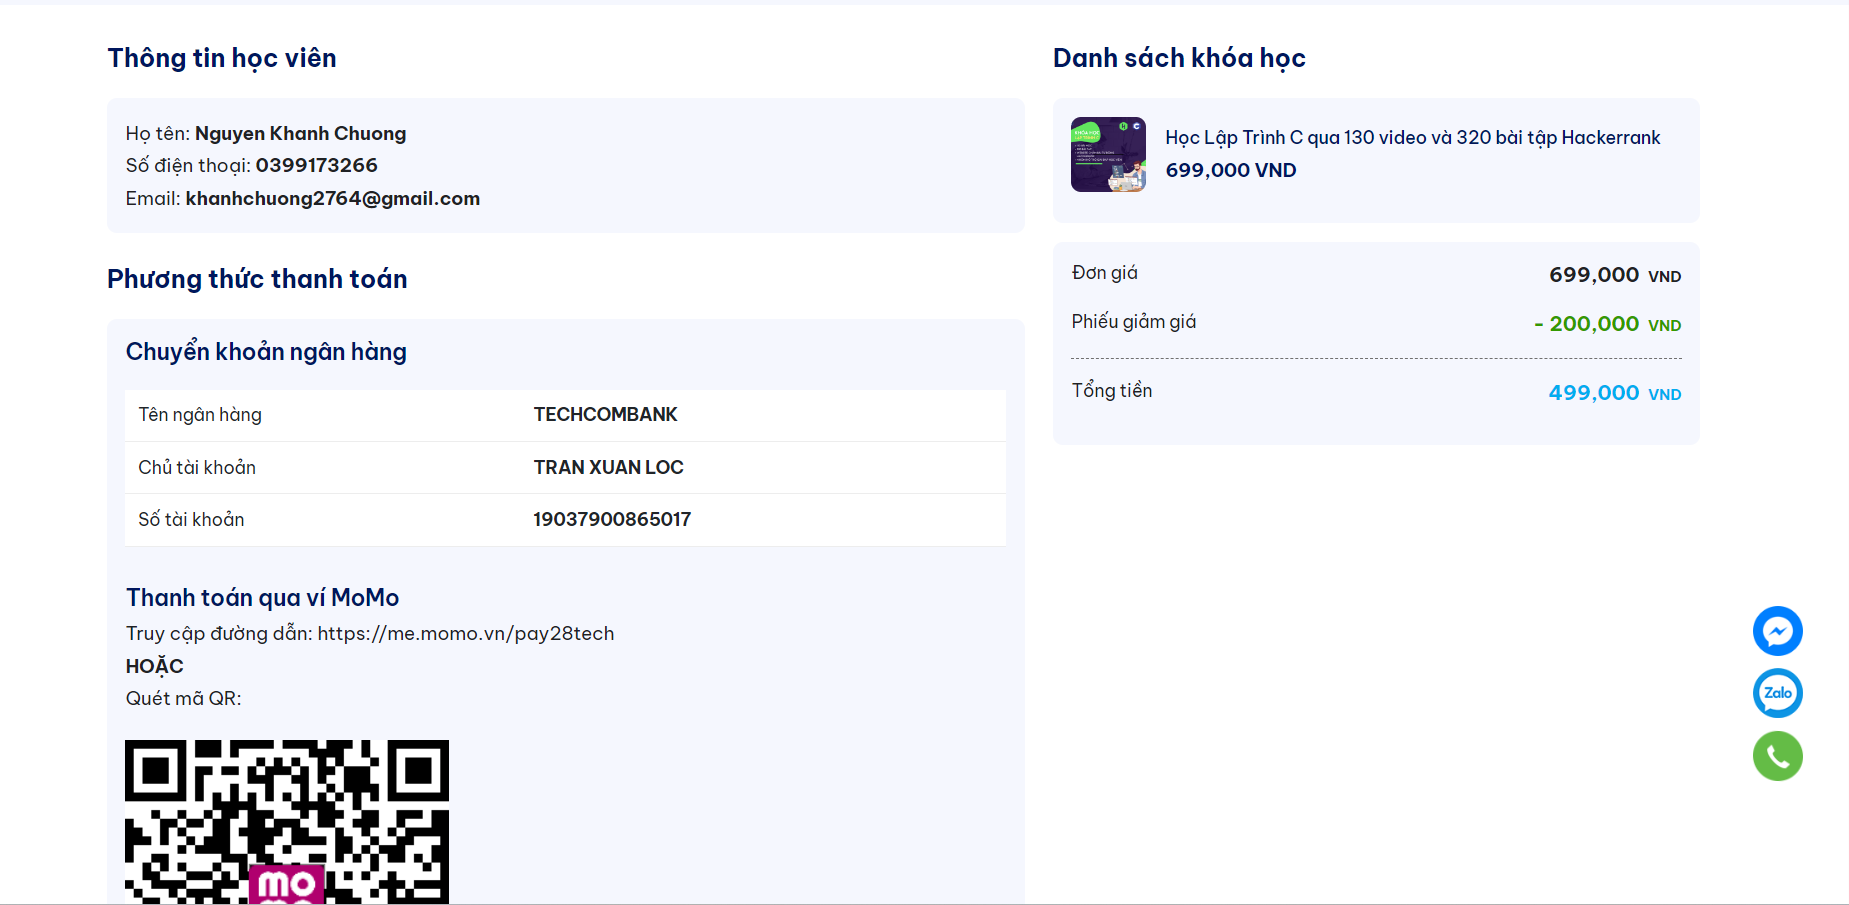 Thông tin học viên
Họ tên: Nguyen Khanh Chuong
Số điện thoại: 0399173266
Email: khanhchuong2764@gmail.com
Phương thức thanh toán
Chuyển khoản ngân hàng
Tên ngân hàng TECHCOMBANK
Chủ tài khoản TRAN XUAN LOC
Số tài khoản 19037900865017
Thanh toán qua ví MoMo
Truy cập đường dẫn: https://me.momo.vn/pay28tech
HOẶC
Quét mã QR:
mo
Danh sách khóa học
Học Lập Trình C qua 130 video và 320 bài tập Hackerrank
699,000 VND
Đơn giá 699,000 VND
Phiếu giảm giá - 200,000 VND
Tổng tiền 499,000 VND
Zalo